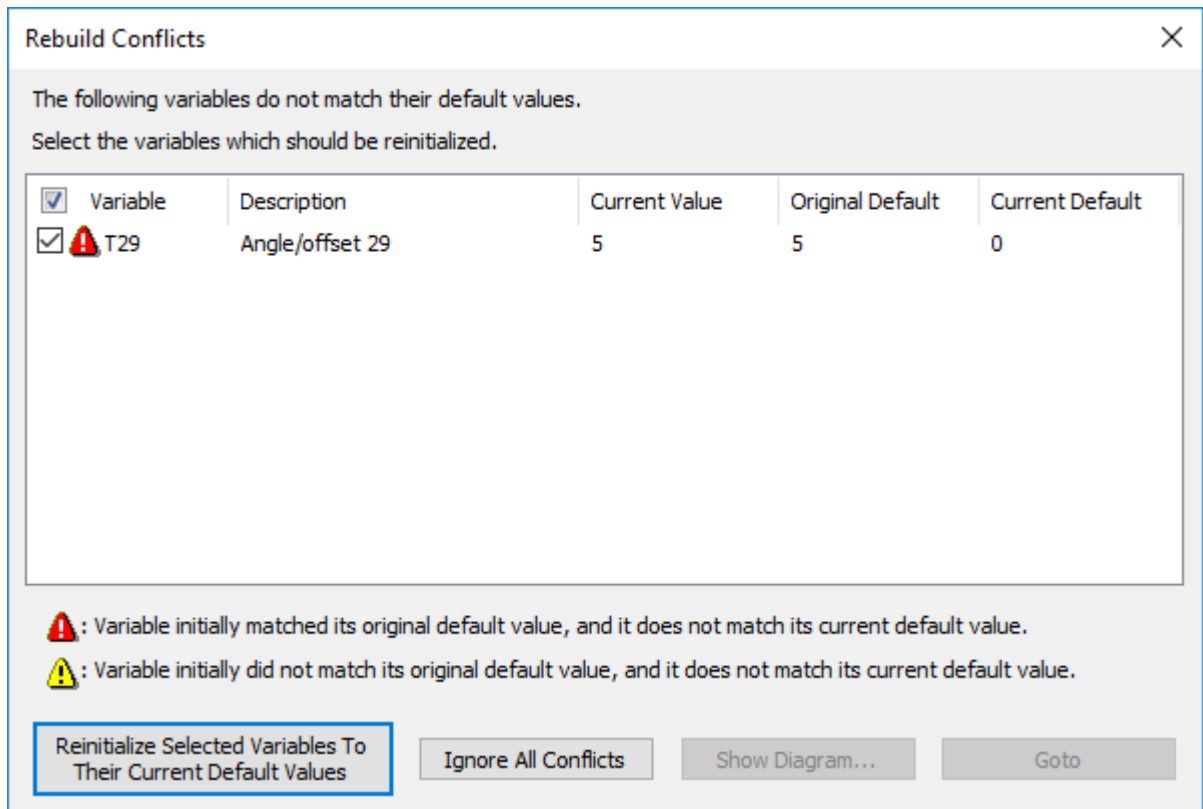 Rebuild Conflicts
The following variables do not match their default values.
Select the variables which should be reinitialized.
Variable Description Current Value Original Default Current Default
T29 Angle/offset 29 5 5 0
: Variable initially matched its original default value, and it does not match its current default value.
: Variable initially did not match its original default value, and it does not match its current default value.
Reinitialize Selected Variables To
Their Current Default Values
Ignore All Conflicts
Show Diagram...
Goto